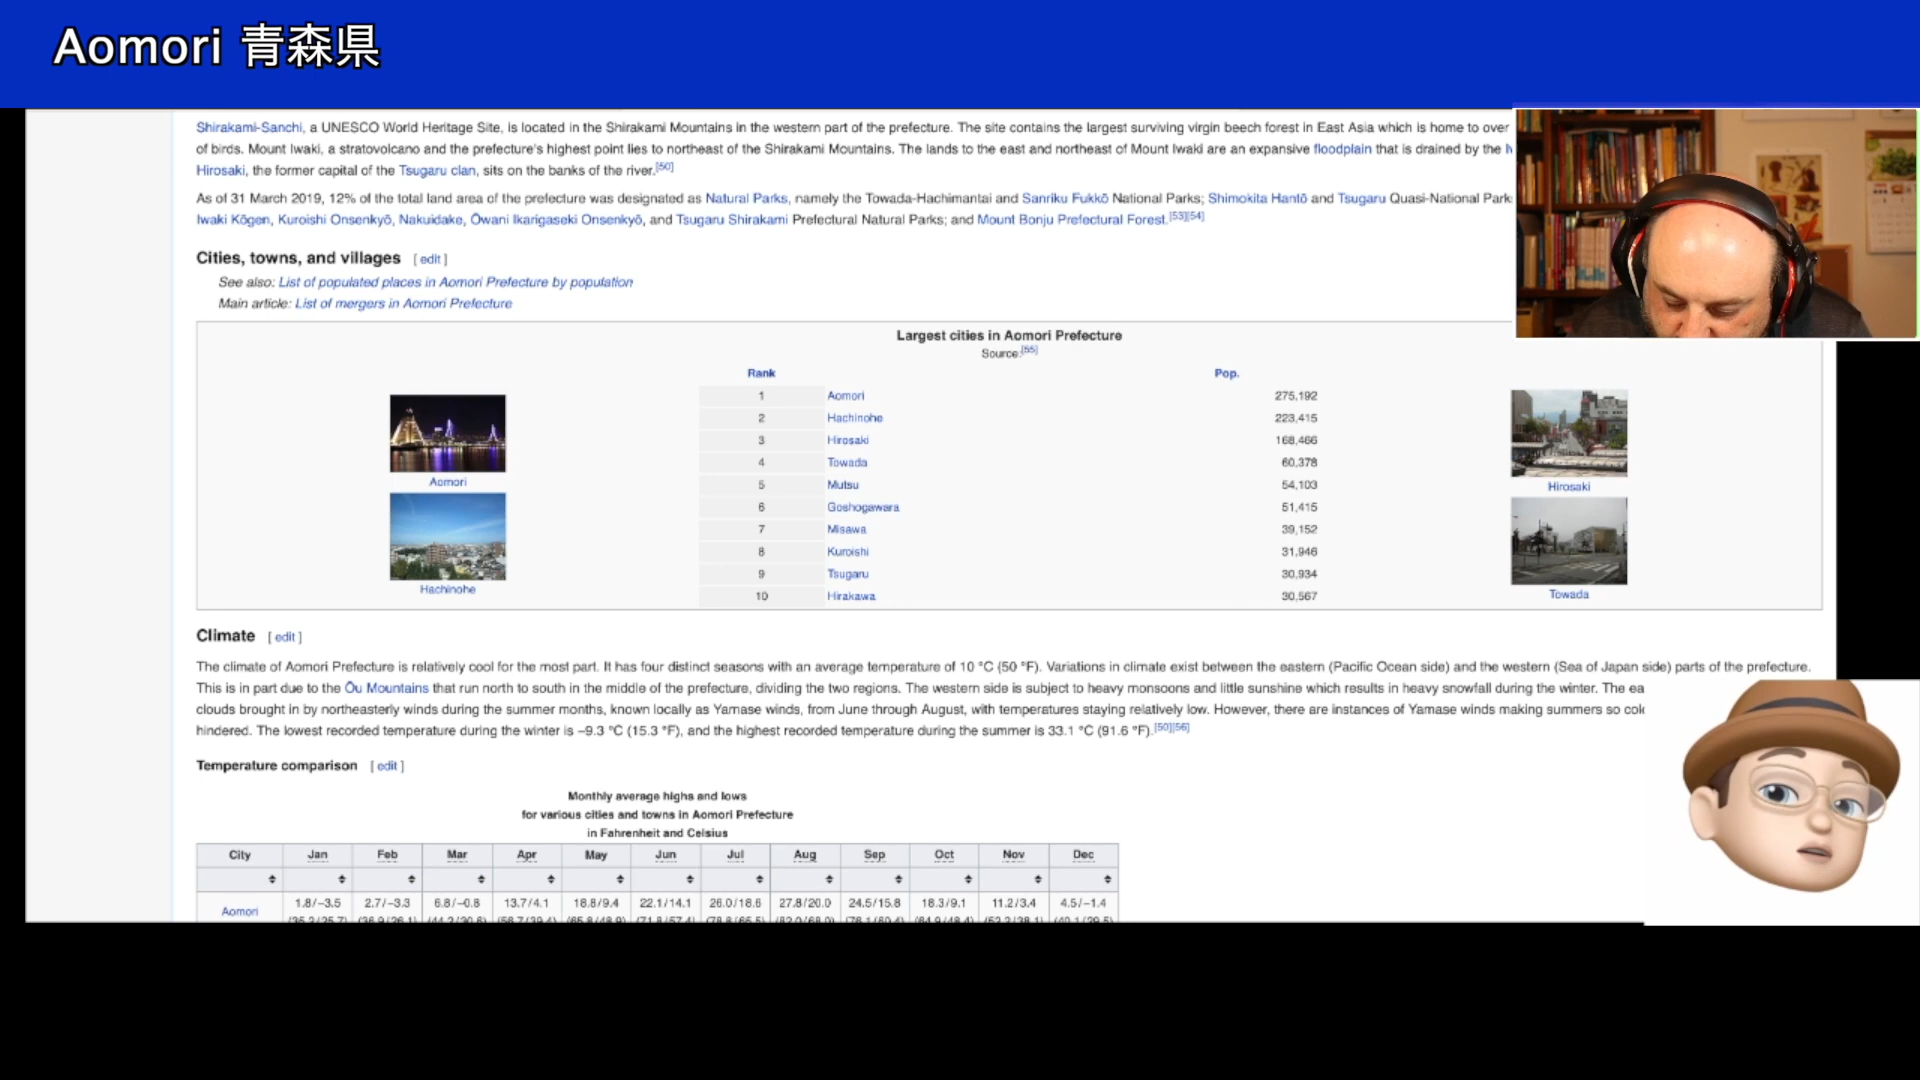 Aomori 青森県
Shirakami-Sanchi, a UNESCO World Heritage Site, is located in the Shirakami Mountains in the western part of the prefecture. The site contains the largest surviving virgin beech forest in East Asia which is home to over
of birds. Mount Iwaki, a stratovolcano and the prefecture's highest point lies to northeast of the Shirakami Mountains. The lands to the east and northeast of Mount Iwaki are an expansive floodplain that is drained by the
Hirosaki, the former capital of the Tsugaru clan, sits on the banks of the river.[50]
As of 31 March 2019, 12% of the total land area of the prefecture was designated as Natural Parks, namely the Towada-Hachimantai and Sanriku Fukkō National Parks; Shimokita Hantō and Tsugaru Quasi-National Park
Iwaki Kōgen, Kuroishi Onsenkyō, Nakuidake, Ōwani Ikarigaseki Onsenkyō, and Tsugaru Shirakami Prefectural Natural Parks; and Mount Bonju Prefectural Forest.[53][54]
Cities, towns, and villages [ edit ]
See also: List of populated places in Aomori Prefecture by population
Main article: List of mergers in Aomori Prefecture
Largest cities in Aomori Prefecture
Source:[55]
Rank Pop.
1 Aomori 275,192
2 Hachinohe 223,415
3 Hirosaki 168,466
4 Towada 60,378
5 Mutsu 54,103
6 Goshogawara 51,415
7 Misawa 39,152
8 Kuroishi 31,946
9 Tsugaru 30,934
10 Hirakawa 30,567
Aomori
Hachinohe
Hirosaki
Towada
Climate [ edit ]
The climate of Aomori Prefecture is relatively cool for the most part. It has four distinct seasons with an average temperature of 10 °C (50 °F). Variations in climate exist between the eastern (Pacific Ocean side) and the western (Sea of Japan side) parts of the prefecture.
This is in part due to the Ōu Mountains that run north to south in the middle of the prefecture, dividing the two regions. The western side is subject to heavy monsoons and little sunshine which results in heavy snowfall during the winter. The ea
clouds brought in by northeasterly winds during the summer months, known locally as Yamase winds, from June through August, with temperatures staying relatively low. However, there are instances of Yamase winds making summers so
hindered. The lowest recorded temperature during the winter is −9.3 °C (15.3 °F), and the highest recorded temperature during the summer is 33.1 °C (91.6 °F).[50][56]
Temperature comparison [ edit ]
Monthly average highs and lows
for various cities and towns in Aomori Prefecture
in Fahrenheit and Celsius
City Jan Feb Mar Apr May Jun Jul Aug Sep Oct Nov Dec
Aomori 1.8/−3.5 2.7/−3.3 6.8/−0.8 13.7/4.1 18.8/9.4 22.1/14.1 26.0/18.6 27.8/20.0 24.5/15.8 18.3/9.1 11.2/3.4 4.5/−1.4